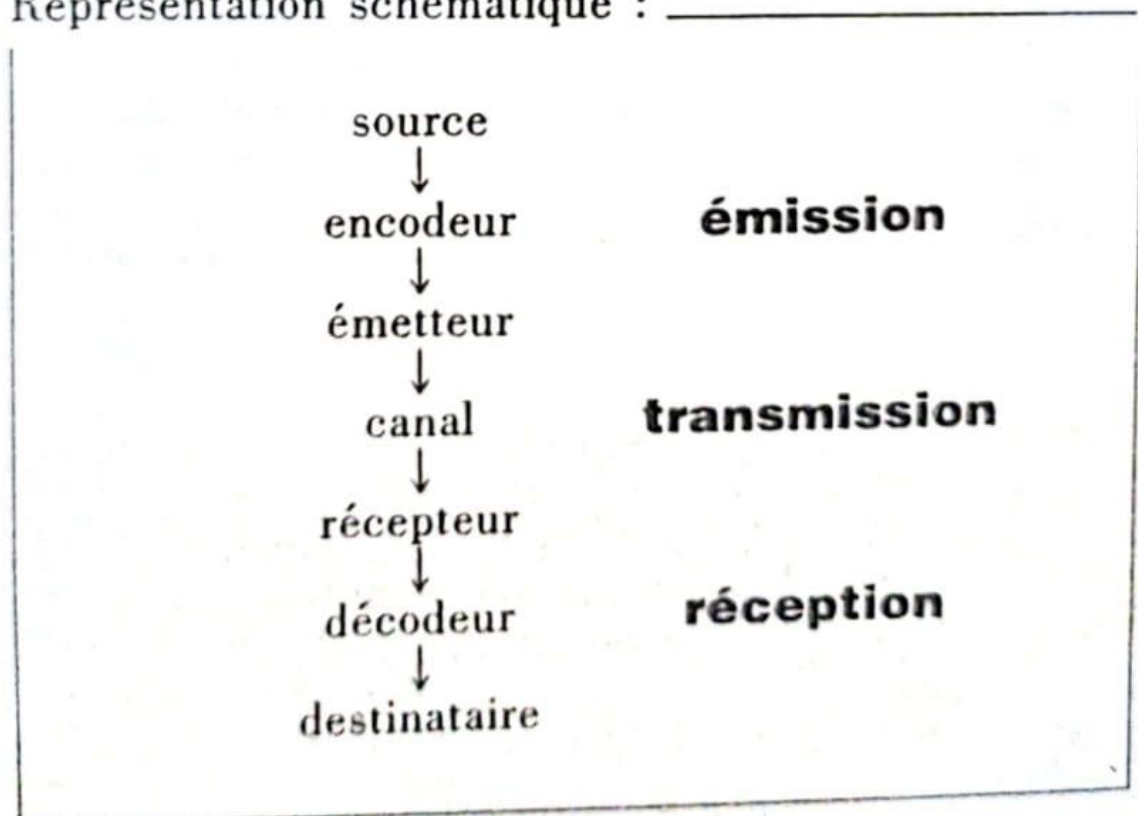 Représentation schématique :
source
↓
encodeur émission
↓
émetteur
↓
canal transmission
↓
récepteur
↓
décodeur réception
↓
destinataire